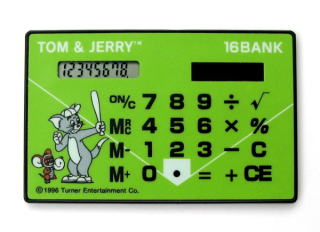 TOM & JERRY™ 16BANK
12345678.
ON/C 7 8 9 ÷ √
MRC 4 5 6 × %
M- 1 2 3 − C
M+ 0 • = + CE
©1996 Turner Entertainment Co.